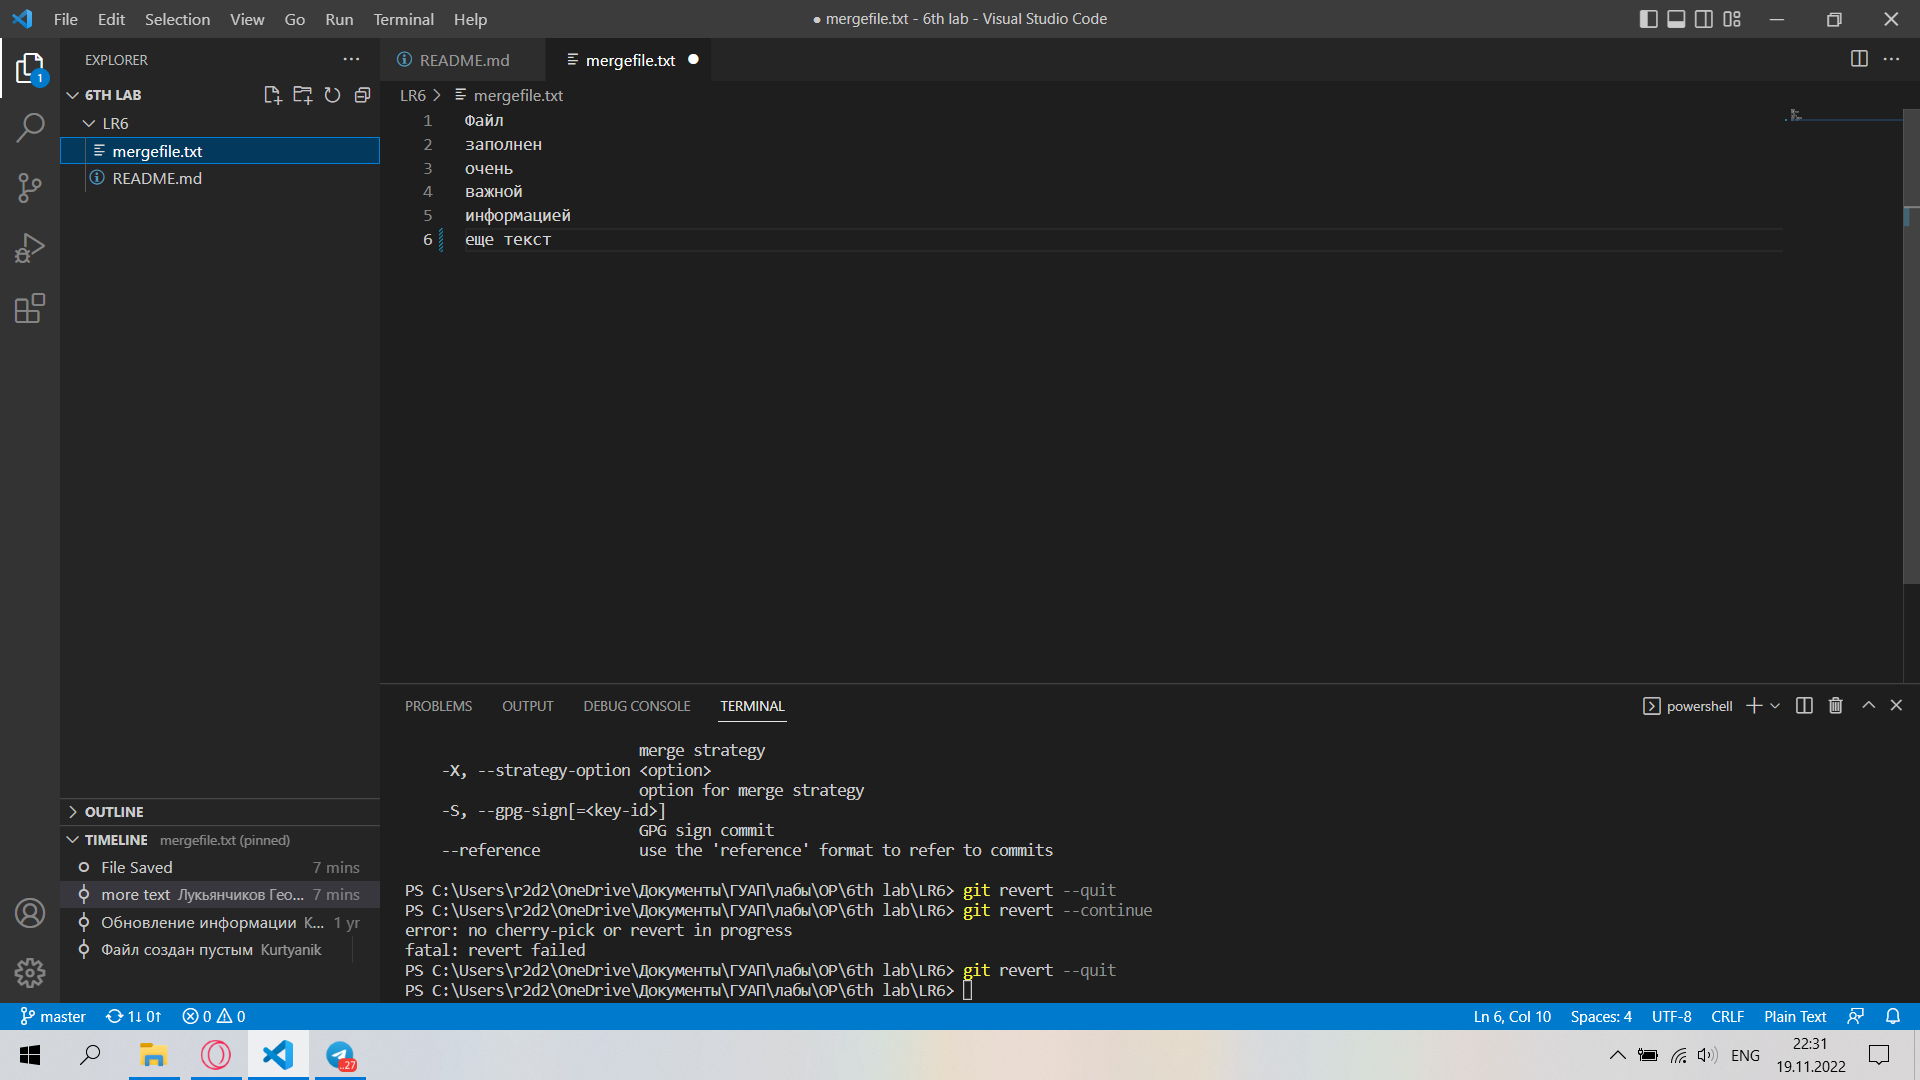 File Edit Selection View Go Run Terminal Help
● mergefile.txt - 6th lab - Visual Studio Code
1
EXPLORER
README.md
mergefile.txt
6TH LAB
LR6
mergefile.txt
README.md
LR6 > mergefile.txt
1 Файл
2 заполнен
3 очень
4 важной
5 информацией
6 еще текст
OUTLINE
TIMELINE mergefile.txt (pinned)
File Saved 7 mins
more text Лукьянчиков Гео... 7 mins
Обновление информации K... 1 yr
Файл создан пустым Kurtyanik
PROBLEMS OUTPUT DEBUG CONSOLE TERMINAL
powershell
merge strategy
-X, --strategy-option <option>
option for merge strategy
-S, --gpg-sign[=<key-id>]
GPG sign commit
--reference use the 'reference' format to refer to commits
PS C:\Users\r2d2\OneDrive\Документы\ГУАП\лабы\ОР\6th lab\LR6> git revert --quit
PS C:\Users\r2d2\OneDrive\Документы\ГУАП\лабы\ОР\6th lab\LR6> git revert --continue
error: no cherry-pick or revert in progress
fatal: revert failed
PS C:\Users\r2d2\OneDrive\Документы\ГУАП\лабы\ОР\6th lab\LR6> git revert --quit
PS C:\Users\r2d2\OneDrive\Документы\ГУАП\лабы\ОР\6th lab\LR6>
master 1↓ 0↑ 0 0
Ln 6, Col 10 Spaces: 4 UTF-8 CRLF Plain Text
..27
ENG
22:31
19.11.2022